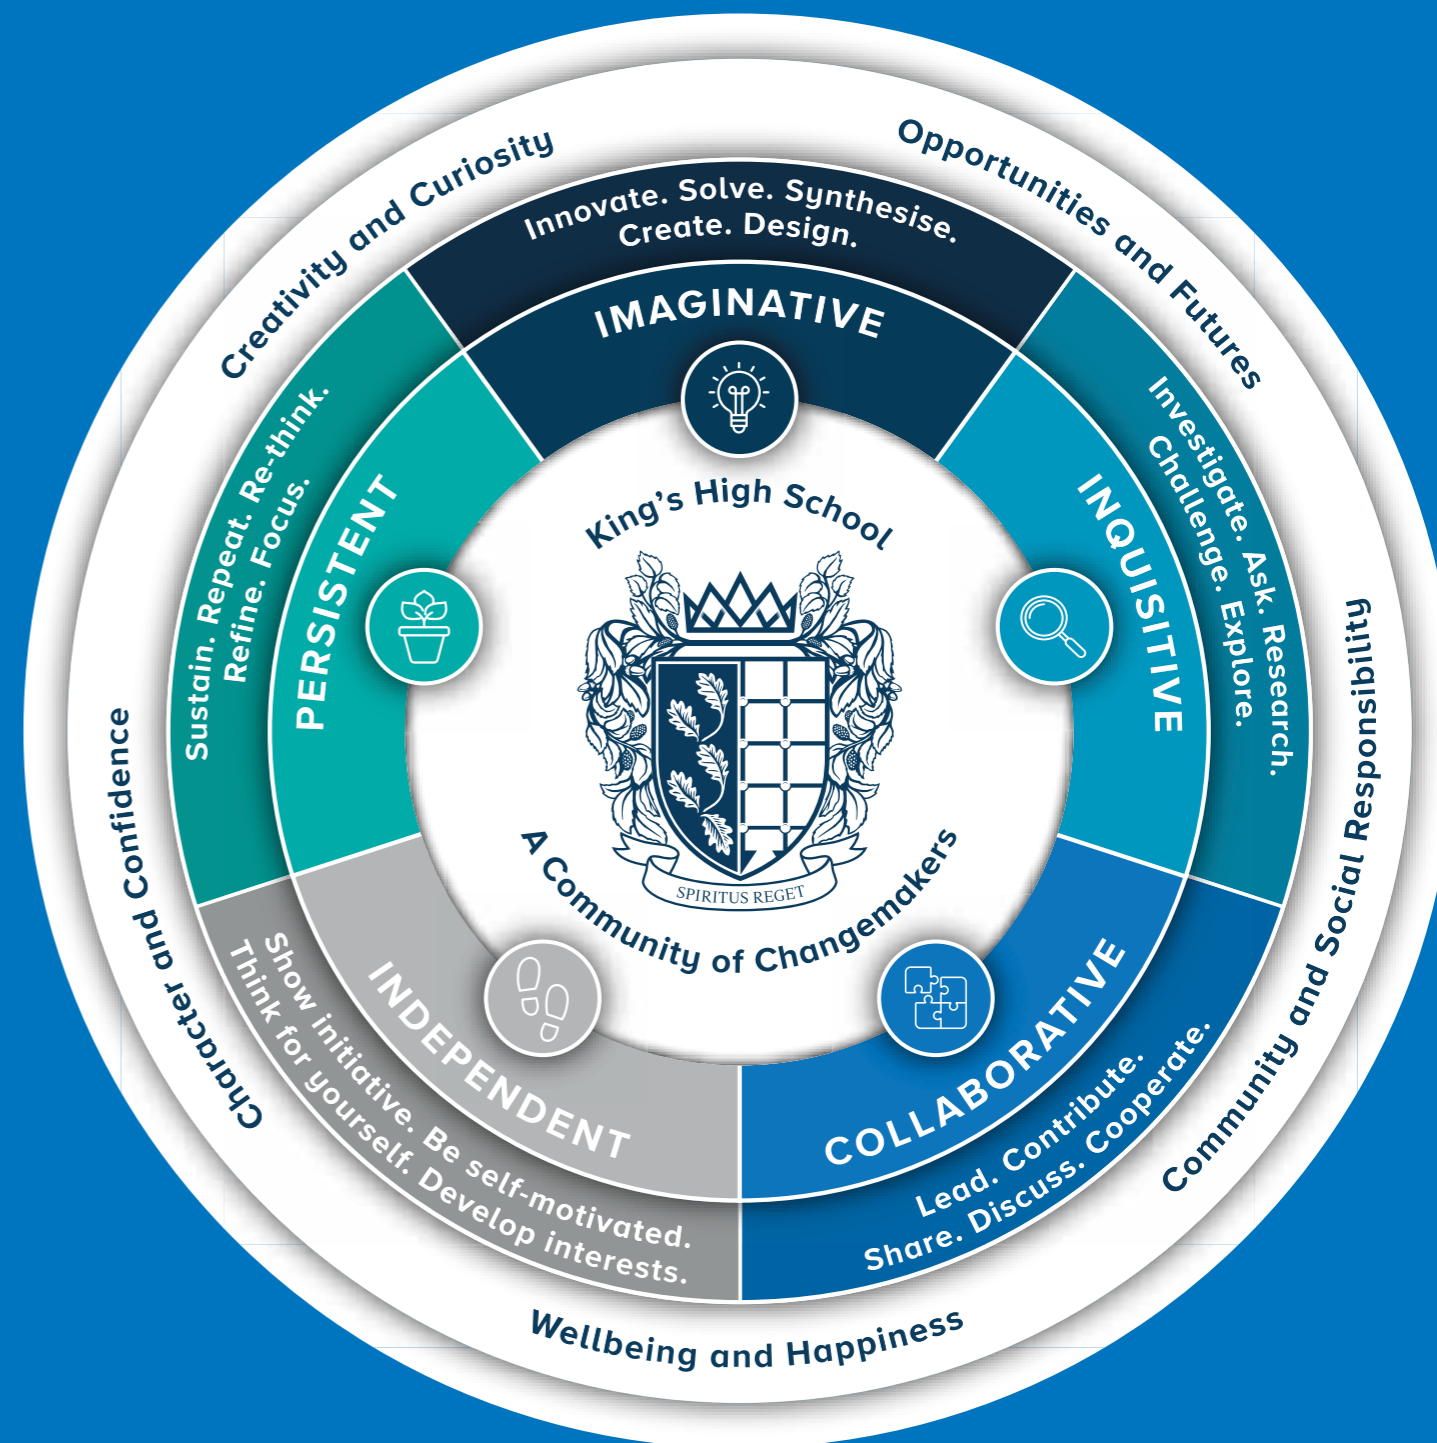 Creativity and Curiosity
Opportunities and Futures
Community and Social Responsibility
Wellbeing and Happiness
Character and Confidence
Innovate. Solve. Synthesise.
Create. Design.
IMAGINATIVE
Investigate. Ask. Research.
Challenge. Explore.
INQUISITIVE
COLLABORATIVE
Lead. Contribute.
Share. Discuss. Cooperate.
INDEPENDENT
Show initiative. Be self-motivated.
Think for yourself. Develop interests.
Sustain. Repeat. Re-think.
Refine. Focus.
PERSISTENT
King's High School
SPIRITUS REGET
A Community of Changemakers